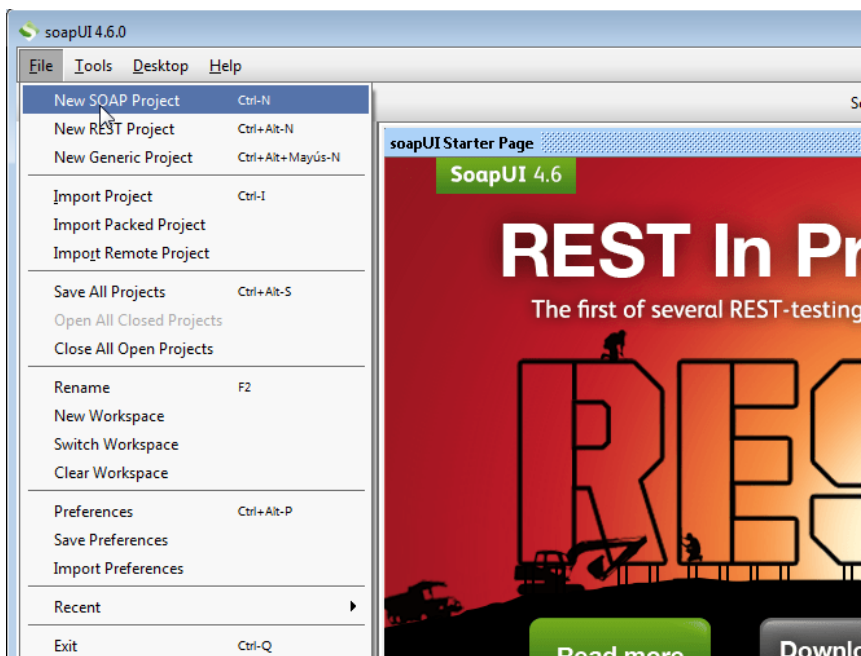 soapUI 4.6.0
File Tools Desktop Help
New SOAP Project Ctrl-N
New REST Project Ctrl+Alt-N
New Generic Project Ctrl+Alt+Mayús-N
Import Project Ctrl-I
Import Packed Project
Import Remote Project
Save All Projects Ctrl+Alt-S
Open All Closed Projects
Close All Open Projects
Rename F2
New Workspace
Switch Workspace
Clear Workspace
Preferences Ctrl+Alt-P
Save Preferences
Import Preferences
Recent
Exit Ctrl-Q
soapUI Starter Page
SoapUI 4.6
REST In Pr
The first of several REST-testing
RES
Read more
Downlo